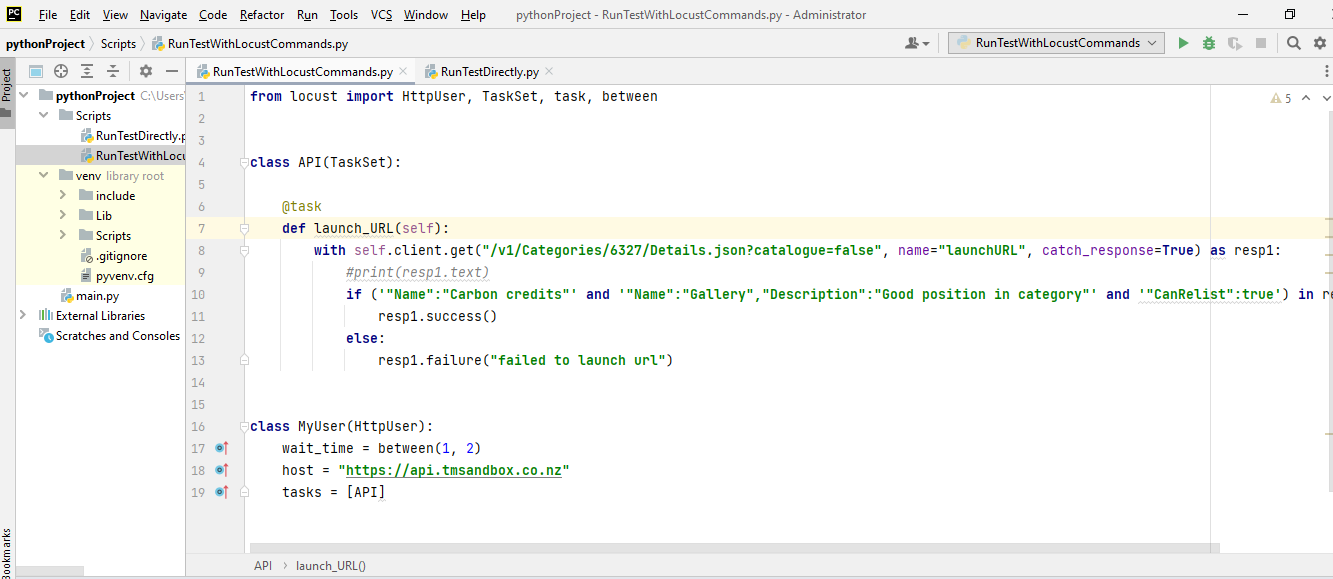 PC File Edit View Navigate Code Refactor Run Tools VCS Window Help pythonProject - RunTestWithLocustCommands.py - Administrator
pythonProject Scripts RunTestWithLocustCommands.py RunTestWithLocustCommands
Project
RunTestWithLocustCommands.py RunTestDirectly.py
pythonProject C:\Users\
Scripts
RunTestDirectly.p
RunTestWithLocu
venv library root
include
Lib
Scripts
.gitignore
pyvenv.cfg
main.py
External Libraries
Scratches and Consoles
Bookmarks
5
1 from locust import HttpUser, TaskSet, task, between
2
3
4 class API(TaskSet):
5
6 @task
7 def launch_URL(self):
8 with self.client.get("/v1/Categories/6327/Details.json?catalogue=false", name="launchURL", catch_response=True) as resp1:
9 #print(resp1.text)
10 if ('"Name":"Carbon credits"' and '"Name":"Gallery","Description":"Good position in category"' and '"CanRelist":true') in re
11 resp1.success()
12 else:
13 resp1.failure("failed to launch url")
14
15
16 class MyUser(HttpUser):
17 wait_time = between(1, 2)
18 host = "https://api.tmsandbox.co.nz"
19 tasks = [API]
API launch_URL()